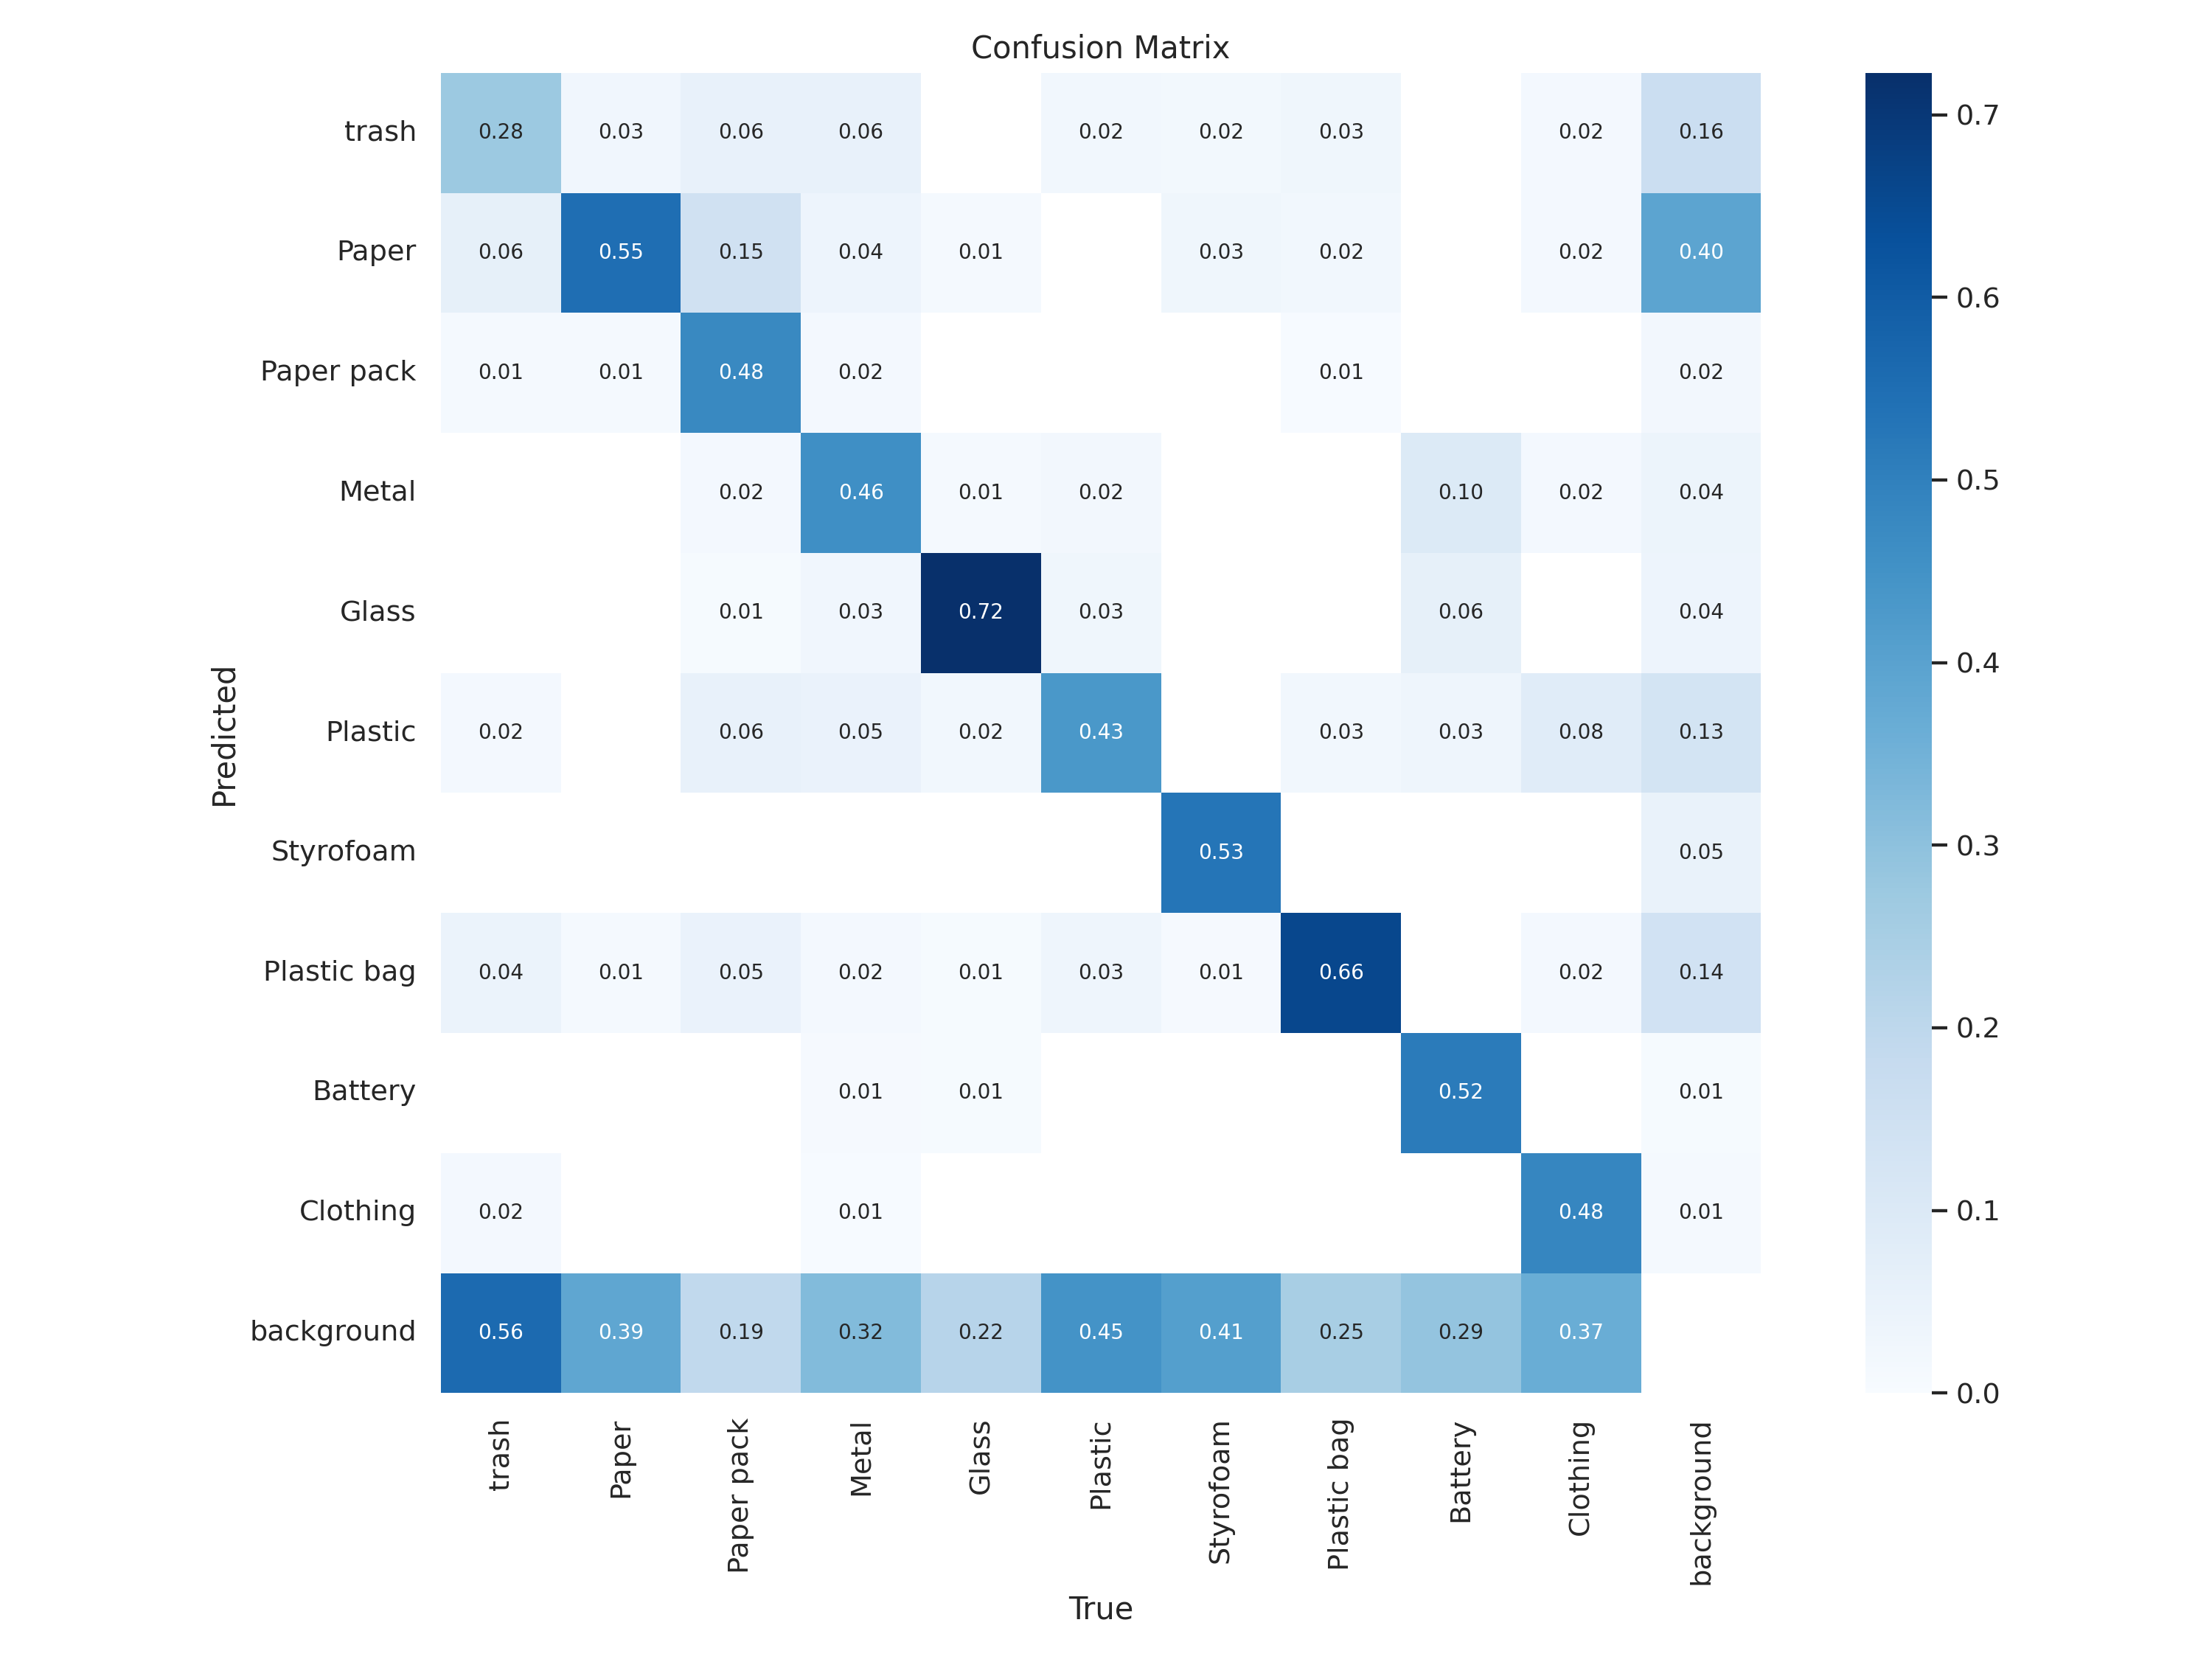 Confusion Matrix
trash 0.28 0.03 0.06 0.06 0.02 0.02 0.03 0.02 0.16
Paper 0.06 0.55 0.15 0.04 0.01 0.03 0.02 0.02 0.40
Paper pack 0.01 0.01 0.48 0.02 0.01 0.02
Metal 0.02 0.46 0.01 0.02 0.10 0.02 0.04
Glass 0.01 0.03 0.72 0.03 0.06 0.04
Plastic 0.02 0.06 0.05 0.02 0.43 0.03 0.03 0.08 0.13
Styrofoam 0.53 0.05
Plastic bag 0.04 0.01 0.05 0.02 0.01 0.03 0.01 0.66 0.02 0.14
Battery 0.01 0.01 0.52 0.01
Clothing 0.02 0.01 0.48 0.01
background 0.56 0.39 0.19 0.32 0.22 0.45 0.41 0.25 0.29 0.37
Predicted
trash Paper Paper pack Metal Glass Plastic Styrofoam Plastic bag Battery Clothing background
True
0.7
0.6
0.5
0.4
0.3
0.2
0.1
0.0